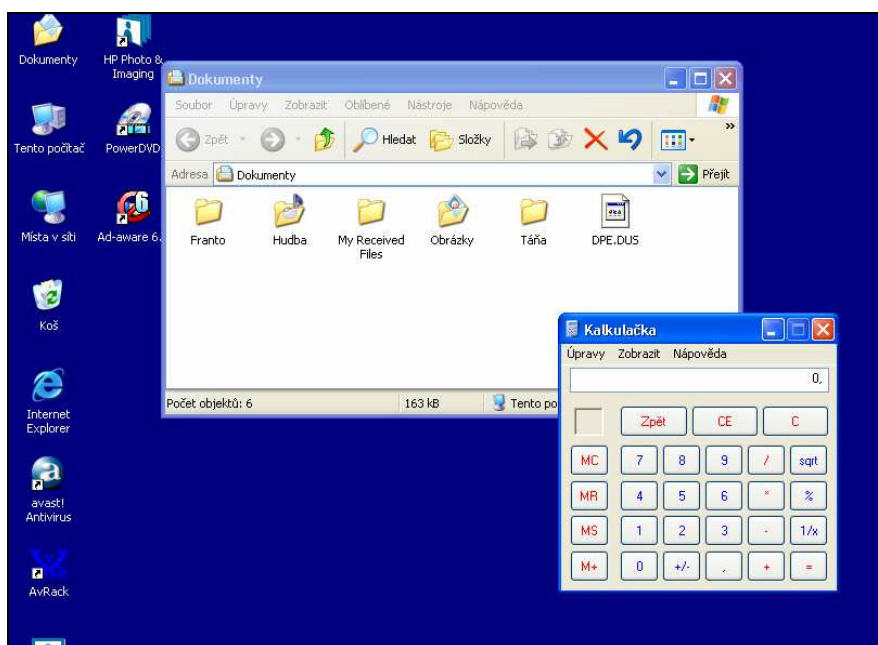 Dokumenty
HP Photo &
Imaging
Tento počítač
PowerDVD
Místa v síti
Ad-aware 6.
Koš
Internet
Explorer
avast!
Antivirus
AvRack
Dokumenty
Soubor Úpravy Zobrazit Oblíbené Nástroje Nápověda
Zpět Hledat Složky »
Adresa Dokumenty Přejít
Franto Hudba My Received Obrázky Táňa DPE.DUS
Files
Počet objektů: 6 163 kB Tento po
Kalkulačka
Úpravy Zobrazit Nápověda
0,
Zpět CE C
MC 7 8 9 / sqrt
MR 4 5 6 * %
MS 1 2 3 - 1/x
M+ 0 +/- , + =